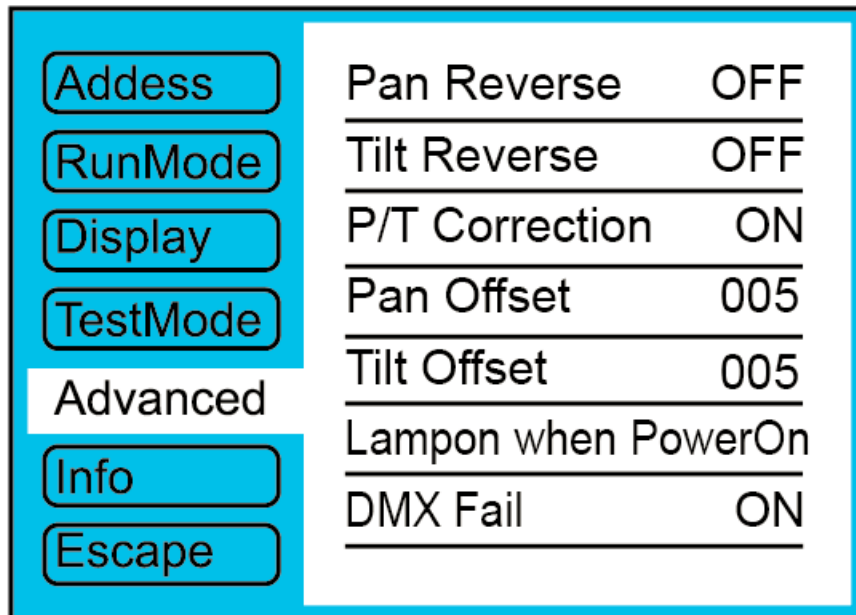 Addess
RunMode
Display
TestMode
Advanced
Info
Escape
Pan Reverse OFF
Tilt Reverse OFF
P/T Correction ON
Pan Offset 005
Tilt Offset 005
Lampon when PowerOn
DMX Fail ON